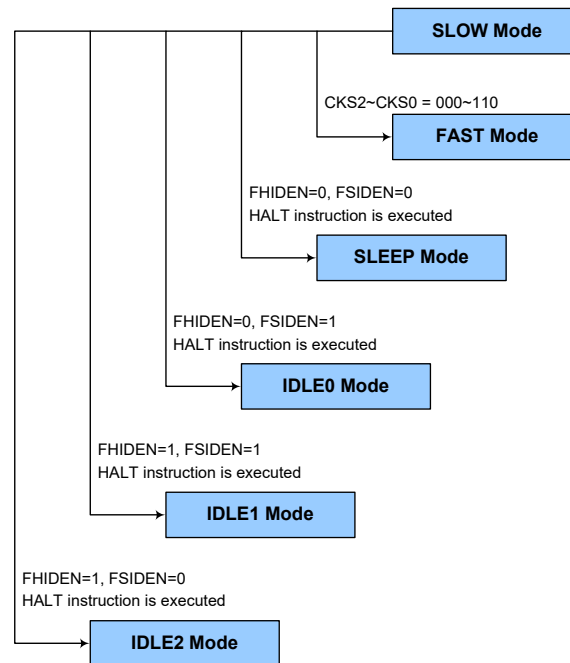 SLOW Mode
CKS2~CKS0 = 000~110
FAST Mode
FHIDEN=0, FSIDEN=0
HALT instruction is executed
SLEEP Mode
FHIDEN=0, FSIDEN=1
HALT instruction is executed
IDLE0 Mode
FHIDEN=1, FSIDEN=1
HALT instruction is executed
IDLE1 Mode
FHIDEN=1, FSIDEN=0
HALT instruction is executed
IDLE2 Mode